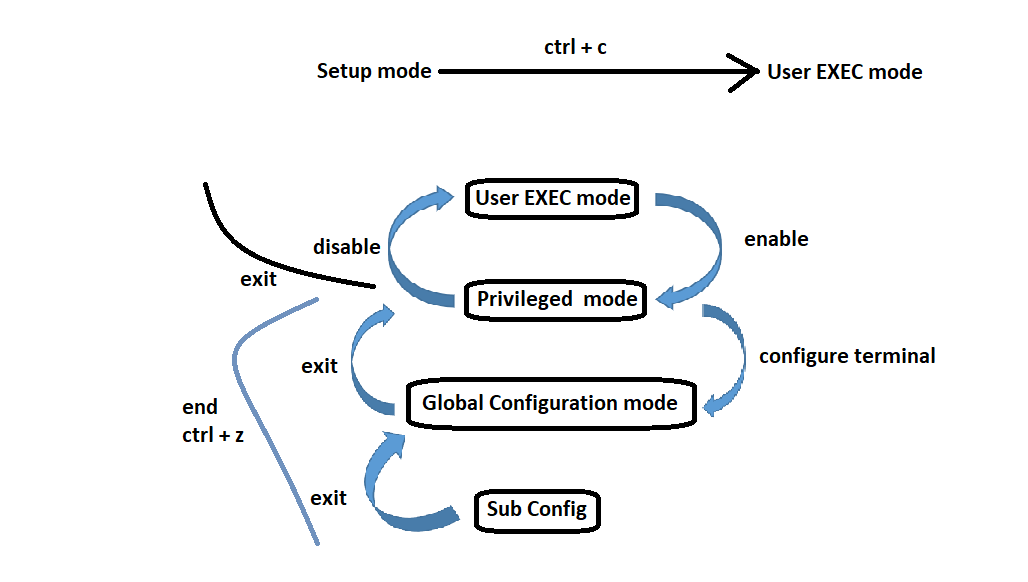 ctrl + c
Setup mode
User EXEC mode
User EXEC mode
disable
enable
exit
Privileged mode
exit
configure terminal
end
ctrl + z
Global Configuration mode
exit
Sub Config